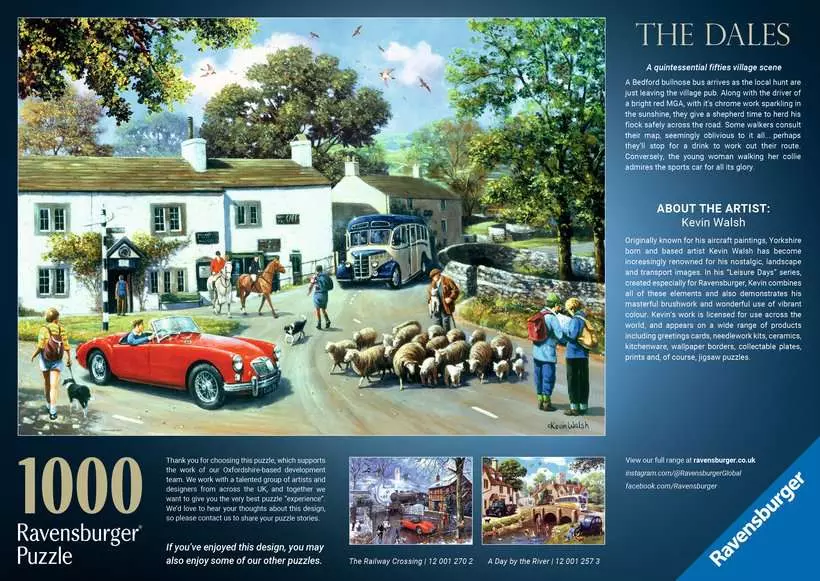 THE DALES
A quintessential fifties village scene
A Bedford bullnose bus arrives as the local hunt are
just leaving the village pub. Along with the driver of
a bright red MGA, with it's chrome work sparkling in
the sunshine, they give a shepherd time to herd his
flock safely across the road. Some walkers consult
their map, seemingly oblivious to it all... perhaps
they'll stop for a drink to work out their route.
Conversely, the young woman walking her collie
admires the sports car for all its glory.
ABOUT THE ARTIST:
Kevin Walsh
Originally known for his aircraft paintings, Yorkshire
born and based artist Kevin Walsh has become
increasingly renowned for his nostalgic, landscape
and transport images. In his "Leisure Days" series,
created especially for Ravensburger, Kevin combines
all of these elements and also demonstrates his
masterful brushwork and wonderful use of vibrant
colour. Kevin's work is licensed for use across the
world, and appears on a wide range of products
including greetings cards, needlework kits, ceramics,
kitchenware, wallpaper borders, collectable plates,
prints and, of course, jigsaw puzzles.
©Kevin Walsh
1000
Ravensburger®
Puzzle
Thank you for choosing this puzzle, which supports
the work of our Oxfordshire-based development
team. We work with a talented group of artists and
designers from across the UK, and together we
want to give you the very best puzzle "experience".
We'd love to hear your thoughts about this design,
so please contact us to share your puzzle stories.
If you've enjoyed this design, you may
also enjoy some of our other puzzles.
The Railway Crossing | 12 001 270 2
A Day by the River | 12 001 257 3
View our full range at ravensburger.co.uk
instagram.com/@RavensburgerGlobal
facebook.com/Ravensburger
Ravensburger